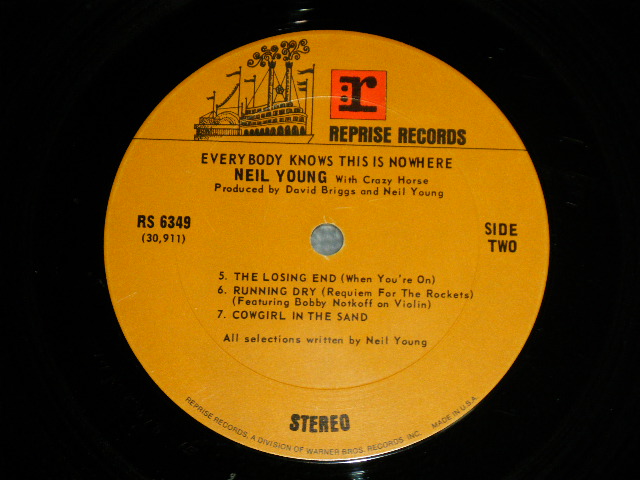 r:
REPRISE RECORDS
EVERYBODY KNOWS THIS IS NOWHERE
NEIL YOUNG With Crazy Horse
Produced by David Briggs and Neil Young
RS 6349
(30,911)
SIDE
TWO
5. THE LOSING END (When You're On)
6. RUNNING DRY (Requiem For The Rockets)
(Featuring Bobby Notkoff on Violin)
7. COWGIRL IN THE SAND
All selections written by Neil Young
STEREO
REPRISE RECORDS, A DIVISION OF WARNER BROS. RECORDS, INC. MADE IN U.S.A.